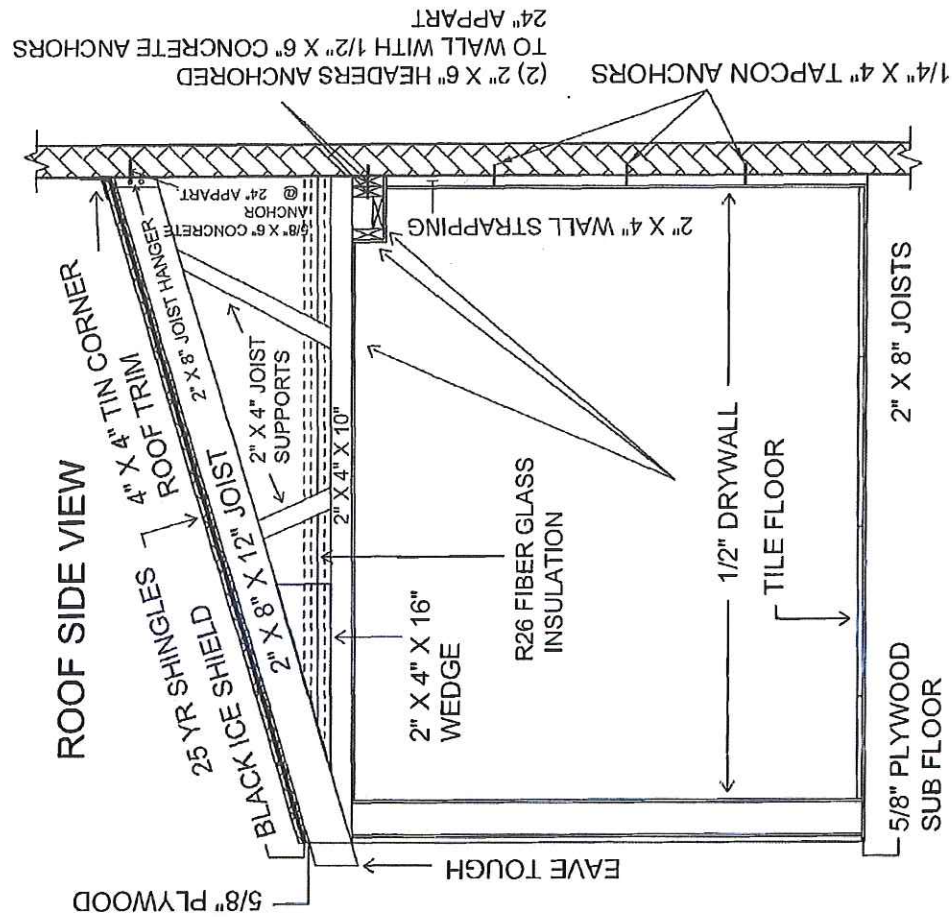 ROOF SIDE VIEW
25 YR SHINGLES
BLACK ICE SHIELD
5/8" PLYWOOD
4" X 4" TIN CORNER
ROOF TRIM
2" X 8" JOIST HANGER
2" X 8" X 12" JOIST
5/8" X 6" CONCRETE
ANCHOR
@ 24" APPART
2" X 4" JOIST
SUPPORTS
2" X 4" X 10"
(2) 2" X 6" HEADERS ANCHORED
TO WALL WITH 1/2" X 6" CONCRETE ANCHORS
24" APPART
1/4" X 4" TAPCON ANCHORS
2" X 4" WALL STRAPPING
R26 FIBER GLASS
INSULATION
2" X 4" X 16"
WEDGE
EAVE TOUGH
1/2" DRYWALL
TILE FLOOR
2" X 8" JOISTS
5/8" PLYWOOD
SUB FLOOR